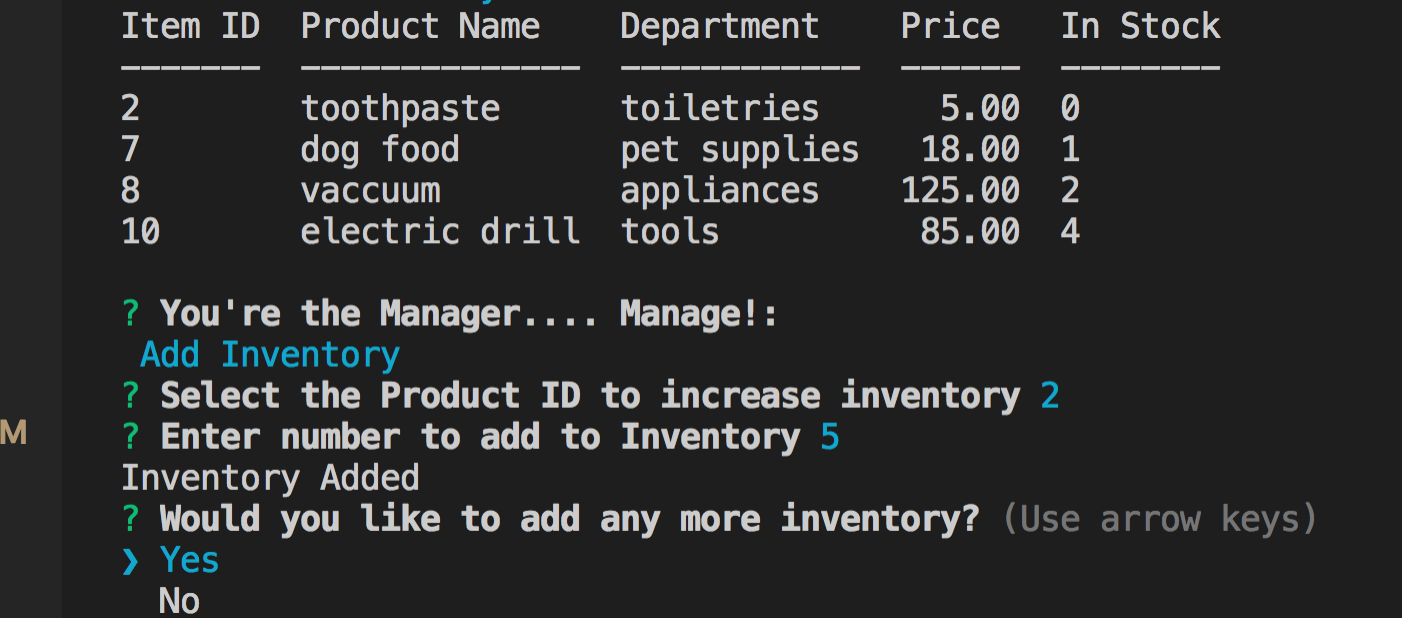 Item ID  Product Name    Department    Price   In Stock
-------  --------------  ------------  ------  --------
2        toothpaste      toiletries      5.00  0
7        dog food        pet supplies   18.00  1
8        vaccuum         appliances    125.00  2
10       electric drill  tools          85.00  4
? You're the Manager.... Manage!:
Add Inventory
? Select the Product ID to increase inventory 2
M
? Enter number to add to Inventory 5
Inventory Added
? Would you like to add any more inventory? (Use arrow keys)
❯ Yes
No